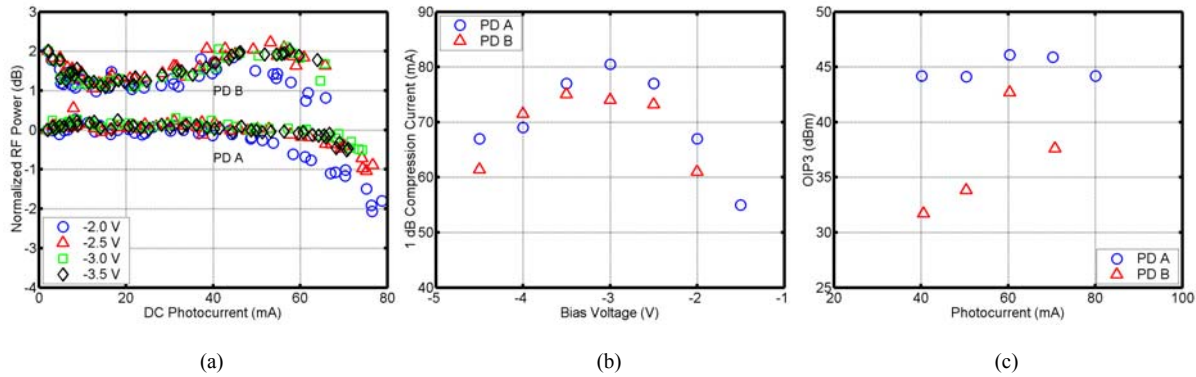 4
3
2
1
0
-1
-2
-3
-4
Normalized RF Power (dB)
PD B
PD A
-2.0 V
-2.5 V
-3.0 V
-3.5 V
0 20 40 60 80
DC Photocurrent (mA)
(a)
90
80
70
60
50
40
1 dB Compression Current (mA)
PD A
PD B
-5 -4 -3 -2 -1
Bias Voltage (V)
(b)
50
45
40
35
30
25
OIP3 (dBm)
PD A
PD B
20 40 60 80 100
Photocurrent (mA)
(c)